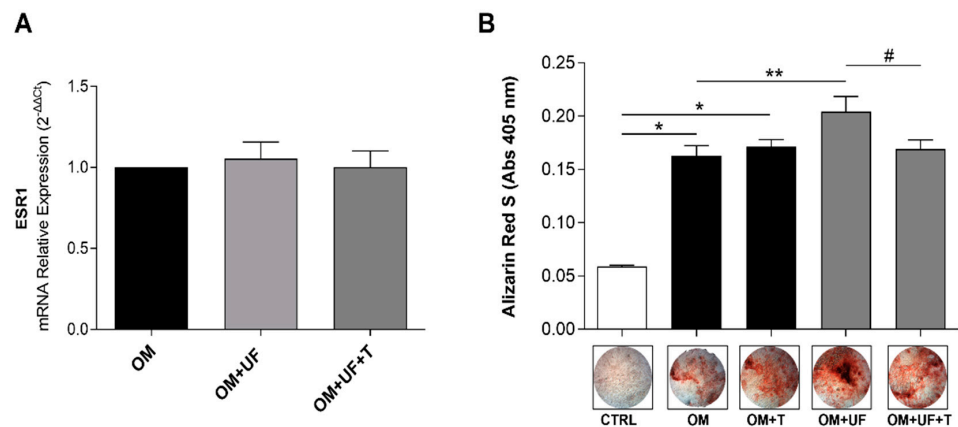 A
ESR1
mRNA Relative Expression (2-ΔΔCt)
1.5
1.0
0.5
0.0
OM
OM+UF
OM+UF+T
B
Alizarin Red S (Abs 405 nm)
0.25
0.20
0.15
0.10
0.05
0.00
#
**
*
*
CTRL OM OM+T OM+UF OM+UF+T